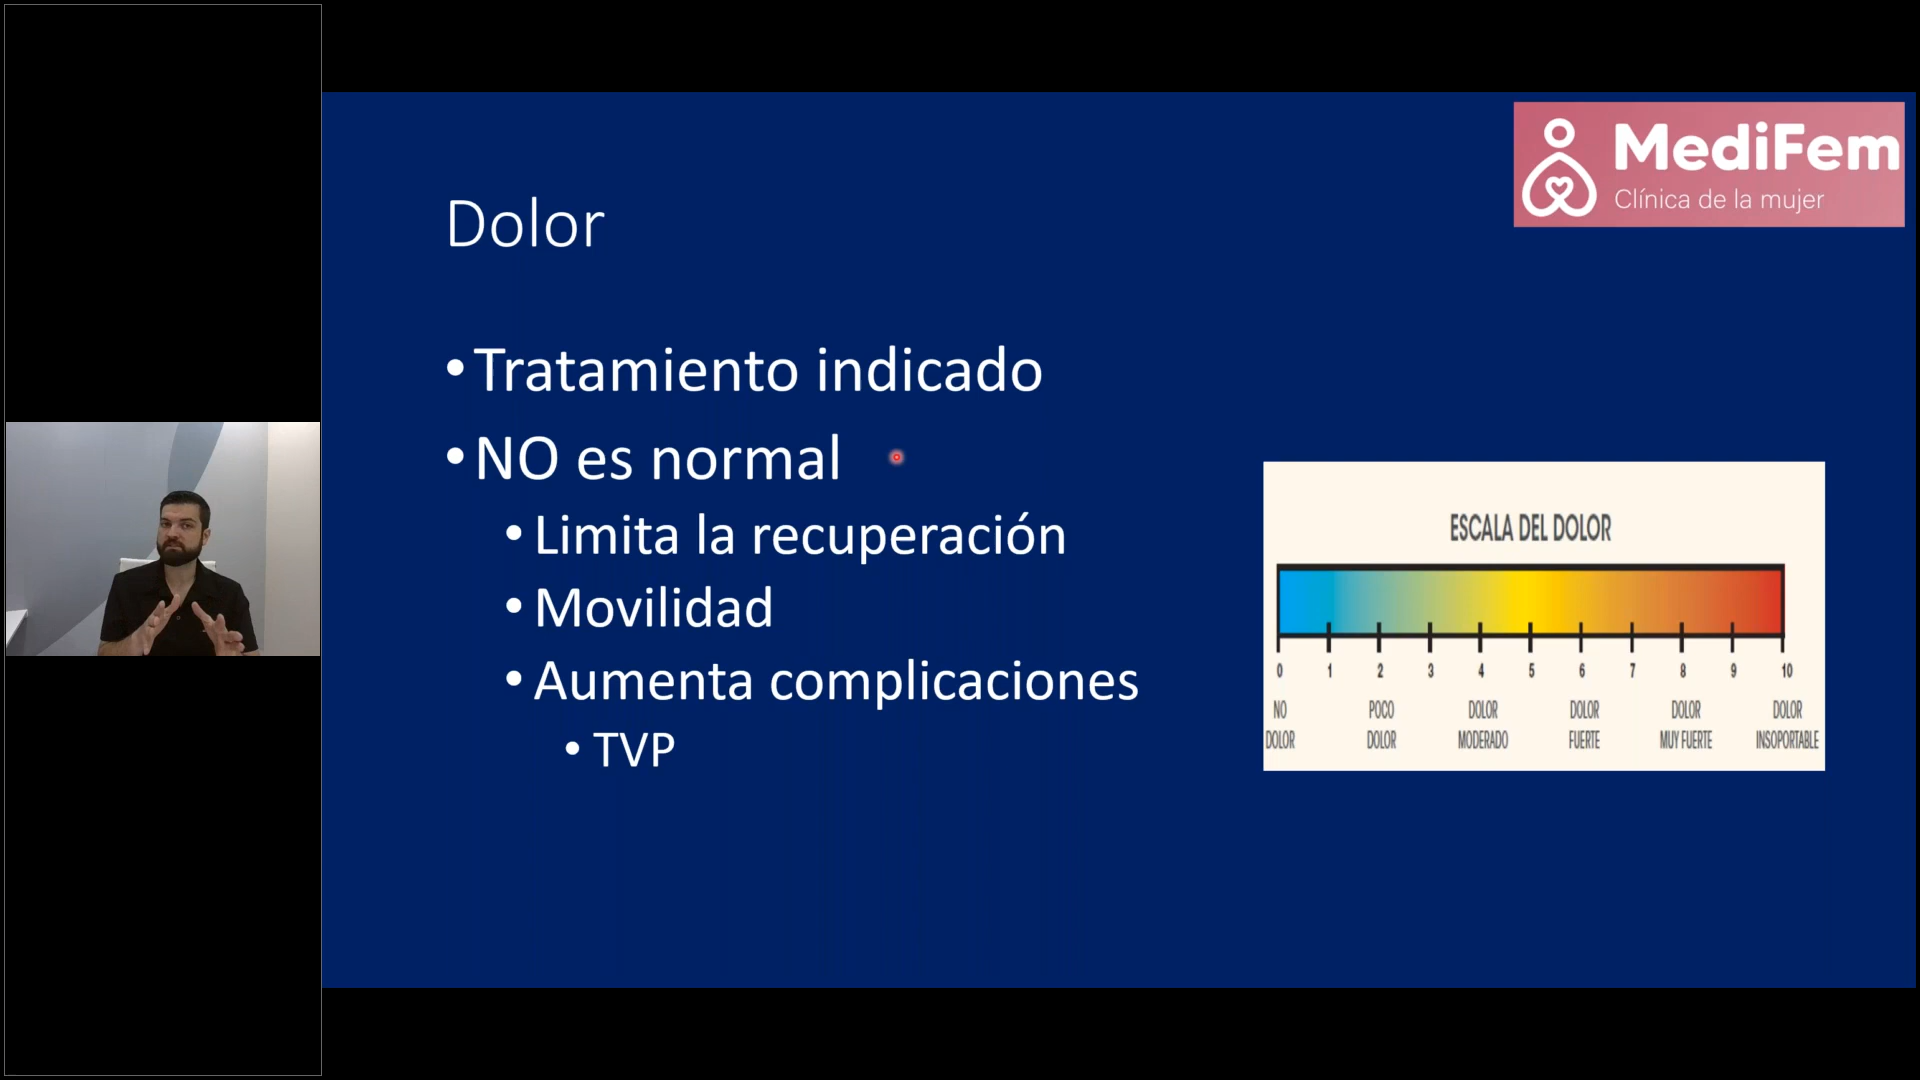 MediFem
Clínica de la mujer
Dolor
• Tratamiento indicado
• NO es normal
• Limita la recuperación
• Movilidad
• Aumenta complicaciones
• TVP
ESCALA DEL DOLOR
0 1 2 3 4 5 6 7 8 9 10
NO DOLOR
POCO DOLOR
DOLOR MODERADO
DOLOR FUERTE
DOLOR MUY FUERTE
DOLOR INSOPORTABLE